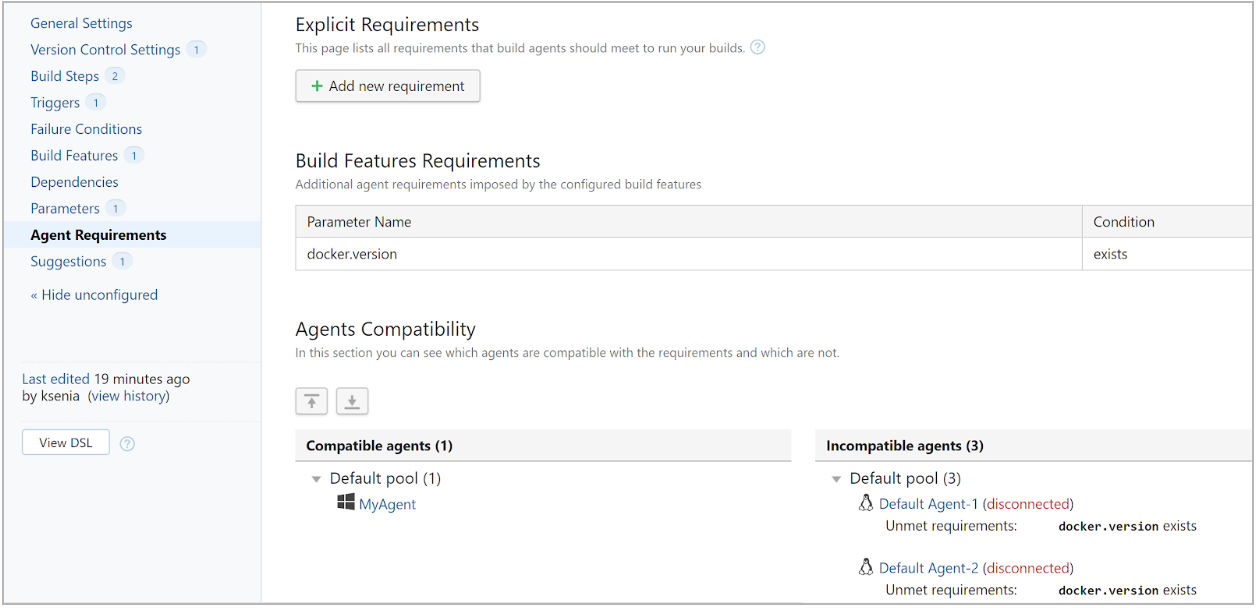 General Settings
Version Control Settings 1
Build Steps 2
Triggers 1
Failure Conditions
Build Features 1
Dependencies
Parameters 1
Agent Requirements
Suggestions 1
« Hide unconfigured
Last edited 19 minutes ago
by ksenia (view history)
View DSL ?
Explicit Requirements
This page lists all requirements that build agents should meet to run your builds. ?
+ Add new requirement
Build Features Requirements
Additional agent requirements imposed by the configured build features
Parameter Name Condition
docker.version exists
Agents Compatibility
In this section you can see which agents are compatible with the requirements and which are not.
Compatible agents (1)
Default pool (1)
MyAgent
Incompatible agents (3)
Default pool (3)
Default Agent-1 (disconnected)
Unmet requirements: docker.version exists
Default Agent-2 (disconnected)
Unmet requirements: docker.version exists